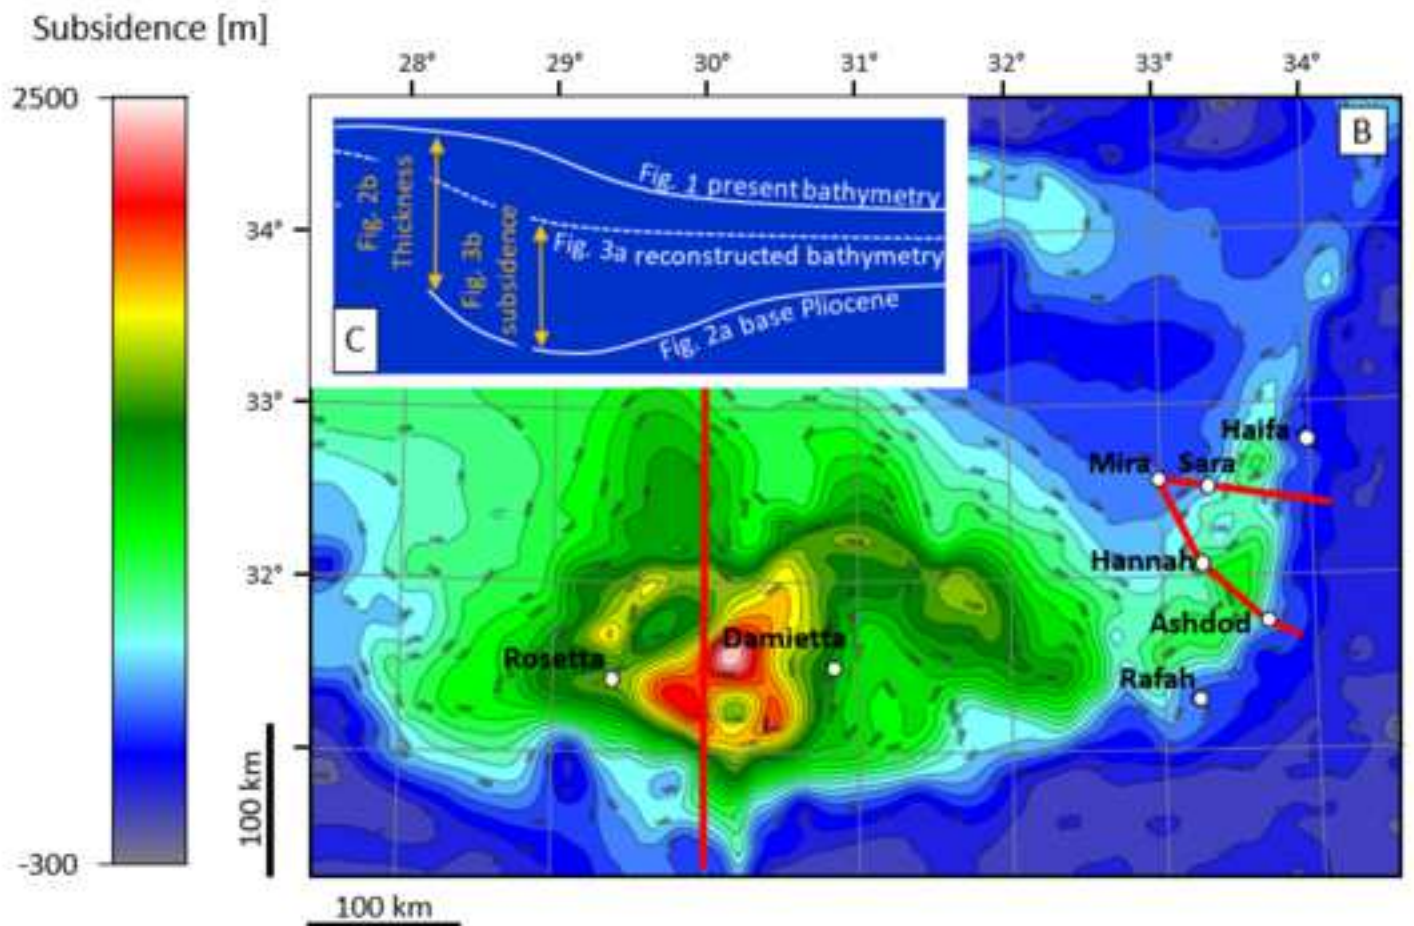 Subsidence [m]
28° 29° 30° 31° 32° 33° 34°
2500
B
Fig. 2b
Thickness
Fig. 3b
subsidence
Fig. 1 present bathymetry
Fig. 3a reconstructed bathymetry
Fig. 2a base Pliocene
C
34°
33°
32°
Haifa
Mira Sara
Hannah
Ashdod
Damietta
Rosetta
Rafah
100 km
-300
100 km